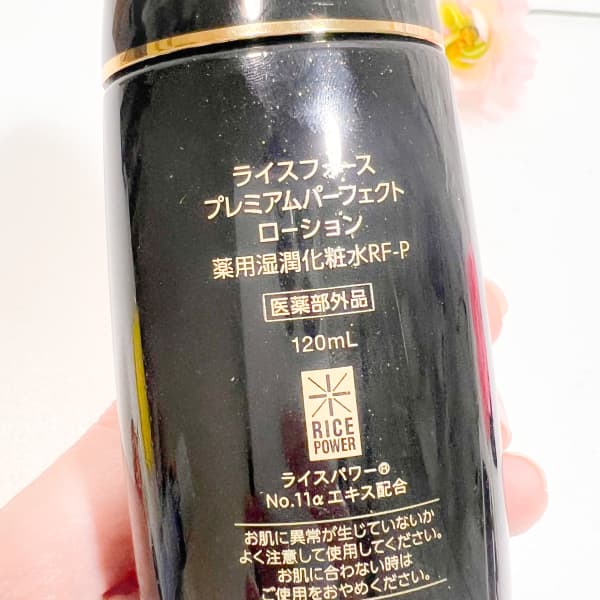 ライスフォース
プレミアムパーフェクト
ローション
薬用湿潤化粧水RF-P
医薬部外品
120mL
RICE
POWER
ライスパワー®
No.11αエキス配合
お肌に異常が生じていないか
よく注意して使用してください。
お肌に合わない時は
ご使用をおやめください。